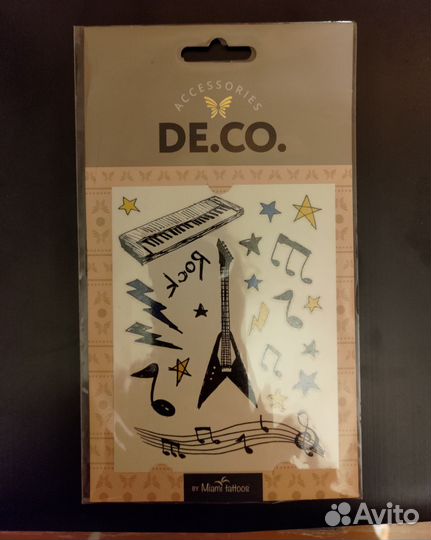 ACCESSORIES
DE.CO.
Rock
BY Miami tattoos
Avito